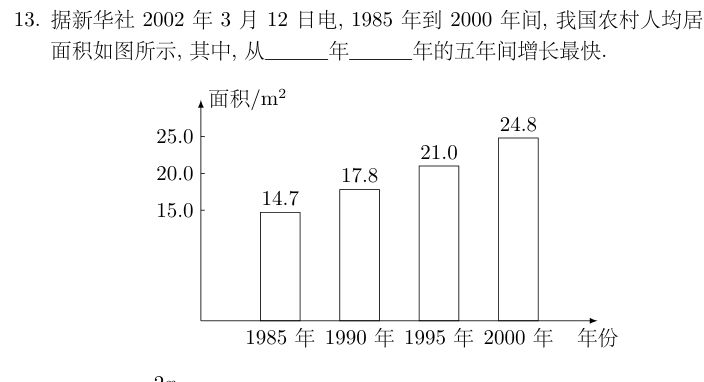 13. 据新华社 2002 年 3 月 12 日电, 1985 年到 2000 年间, 我国农村人均居
面积如图所示, 其中, 从______年______年的五年间增长最快.
面积/m²
24.8
25.0
21.0
20.0
17.8
15.0
14.7
1985 年 1990 年 1995 年 2000 年 年份